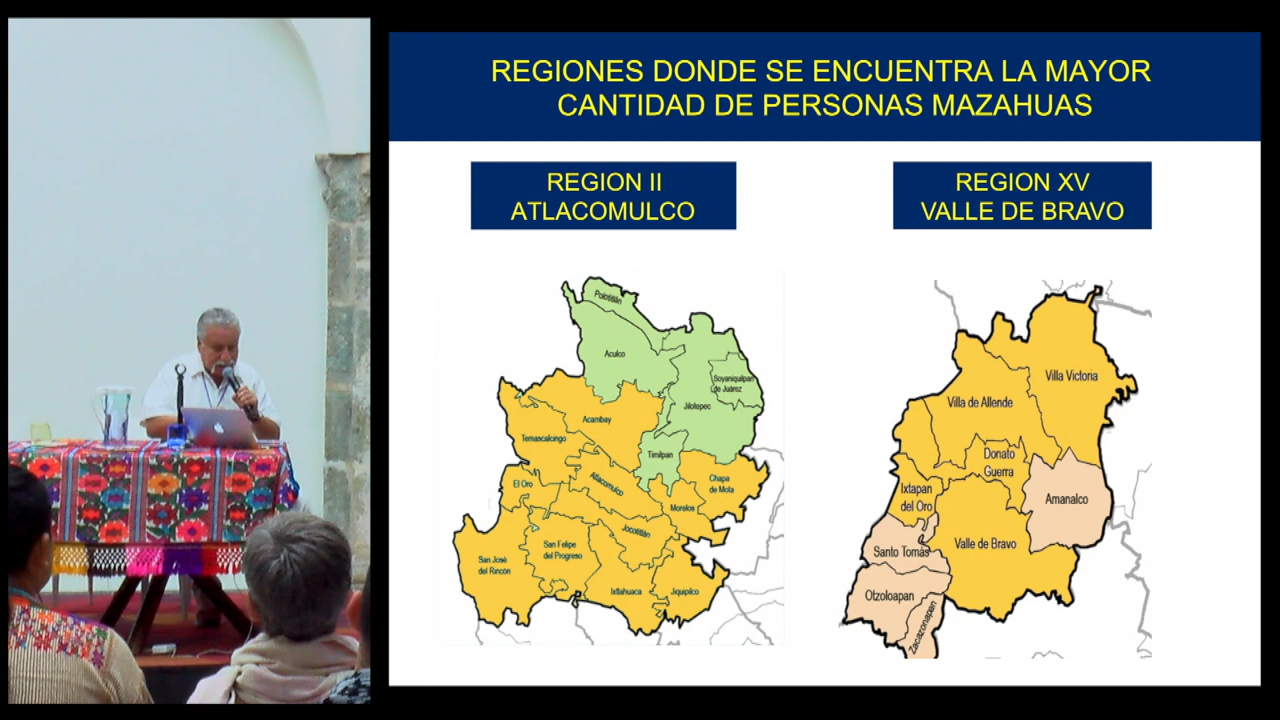 REGIONES DONDE SE ENCUENTRA LA MAYOR
CANTIDAD DE PERSONAS MAZAHUAS
REGION II
ATLACOMULCO
REGION XV
VALLE DE BRAVO
Polotitlán
Aculco
Soyaniquilpan
de Juárez
Jilotepec
Acambay
Temascalcingo
Timilpan
El Oro
Atlacomulco
Chapa
de Mota
Morelos
Jocotitlán
San Felipe
del Progreso
San José
del Rincón
Ixtlahuaca
Jiquipilco
Villa Victoria
Villa de Allende
Donato
Guerra
Ixtapan
del Oro
Amanalco
Valle de Bravo
Santo Tomás
Otzoloapan
Zacazonapan